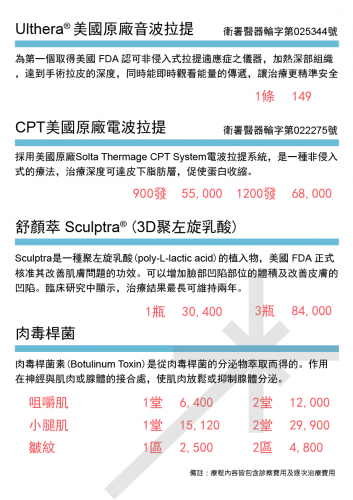 Ulthera® 美國原廠音波拉提 衛署醫器輸字第025344號
為第一個取得美國 FDA 認可非侵入式拉提適應症之儀器，加熱深部組織
，達到手術拉皮的深度，同時能即時觀看能量的傳遞，讓治療更精準安全
1條 149
CPT美國原廠電波拉提 衛署醫器輸字第022275號
採用美國原廠Solta Thermage CPT System電波拉提系統，是一種非侵入
式的療法，治療深度可達皮下脂肪層，促使蛋白收縮。
900發 55,000 1200發 68,000
舒顏萃 Sculptra® (3D聚左旋乳酸)
Sculptra是一種聚左旋乳酸(poly-L-lactic acid)的植入物，美國 FDA 正式
核准其改善肌膚問題的功效。可以增加臉部凹陷部位的體積及改善皮膚的
凹陷。臨床研究中顯示，治療結果最長可維持兩年。
1瓶 30,400 3瓶 84,000
肉毒桿菌
肉毒桿菌素(Botulinum Toxin)是從肉毒桿菌的分泌物萃取而得的。作用
在神經與肌肉或腺體的接合處，使肌肉放鬆或抑制腺體分泌。
咀嚼肌 1堂 6,400 2堂 12,000
小腿肌 1堂 15,120 2堂 29,900
皺紋 1區 2,500 2區 4,800
備註：療程內容皆包含診察費用及逐次治療費用